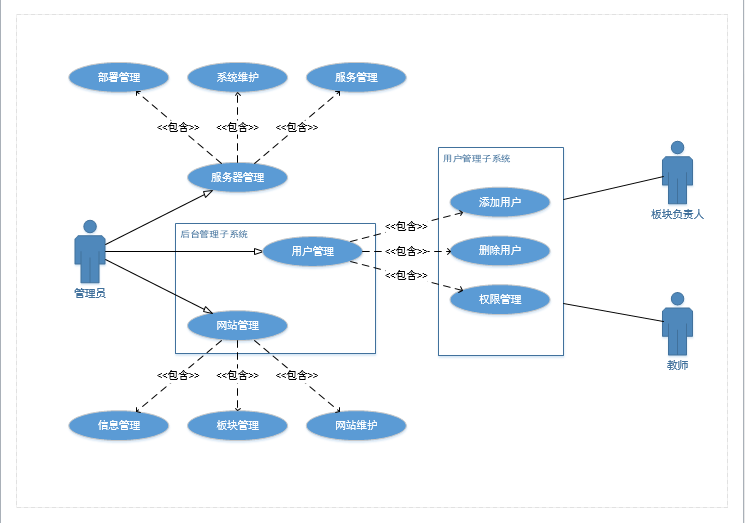 部署管理
系统维护
服务管理
<<包含>>
<<包含>>
<<包含>>
服务器管理
用户管理子系统
添加用户
板块负责人
后台管理子系统
<<包含>>
用户管理
<<包含>>
删除用户
<<包含>>
管理员
权限管理
网站管理
教师
<<包含>>
<<包含>>
<<包含>>
信息管理
板块管理
网站维护